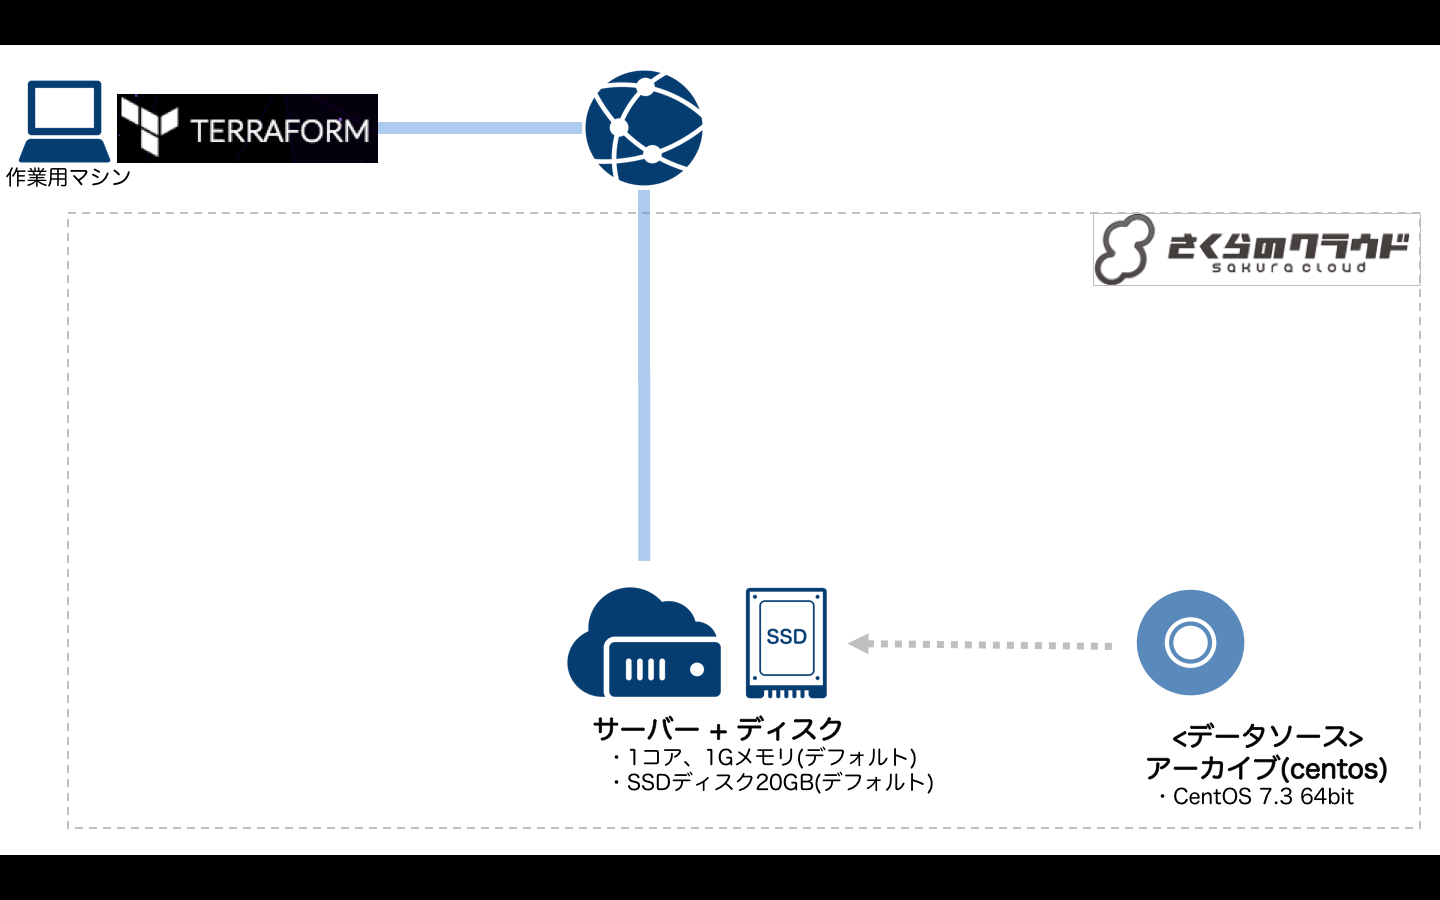 TERRAFORM
作業用マシン
さくらのクラウド
sakura cloud
SSD
サーバー + ディスク
・1コア、1Gメモリ(デフォルト)
・SSDディスク20GB(デフォルト)
<データソース>
アーカイブ(centos)
・CentOS 7.3 64bit